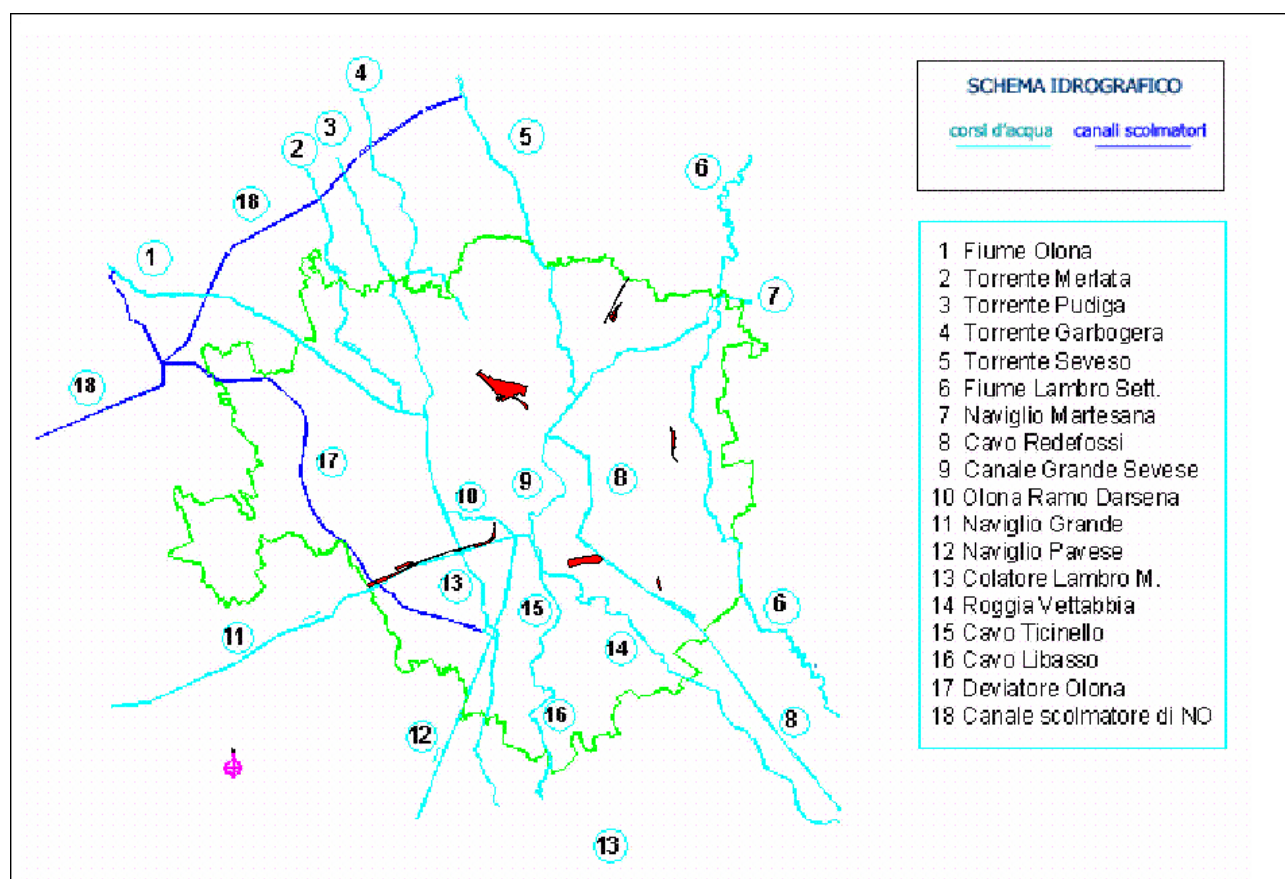 SCHEMA IDROGRAFICO
corsi d'acqua canali scolmatori
4
3
2
5
6
18
1
7
18
17
9
8
10
13
15
6
11
14
16
12
8
13
1 Fiume Olona
2 Torrente Merlata
3 Torrente Pudiga
4 Torrente Garbogera
5 Torrente Seveso
6 Fiume Lambro Sett.
7 Naviglio Martesana
8 Cavo Redefossi
9 Canale Grande Sevese
10 Olona Ramo Darsena
11 Naviglio Grande
12 Naviglio Pavese
13 Colatore Lambro M.
14 Roggia Vettabbia
15 Cavo Ticinello
16 Cavo Libasso
17 Deviatore Olona
18 Canale scolmatore di NO